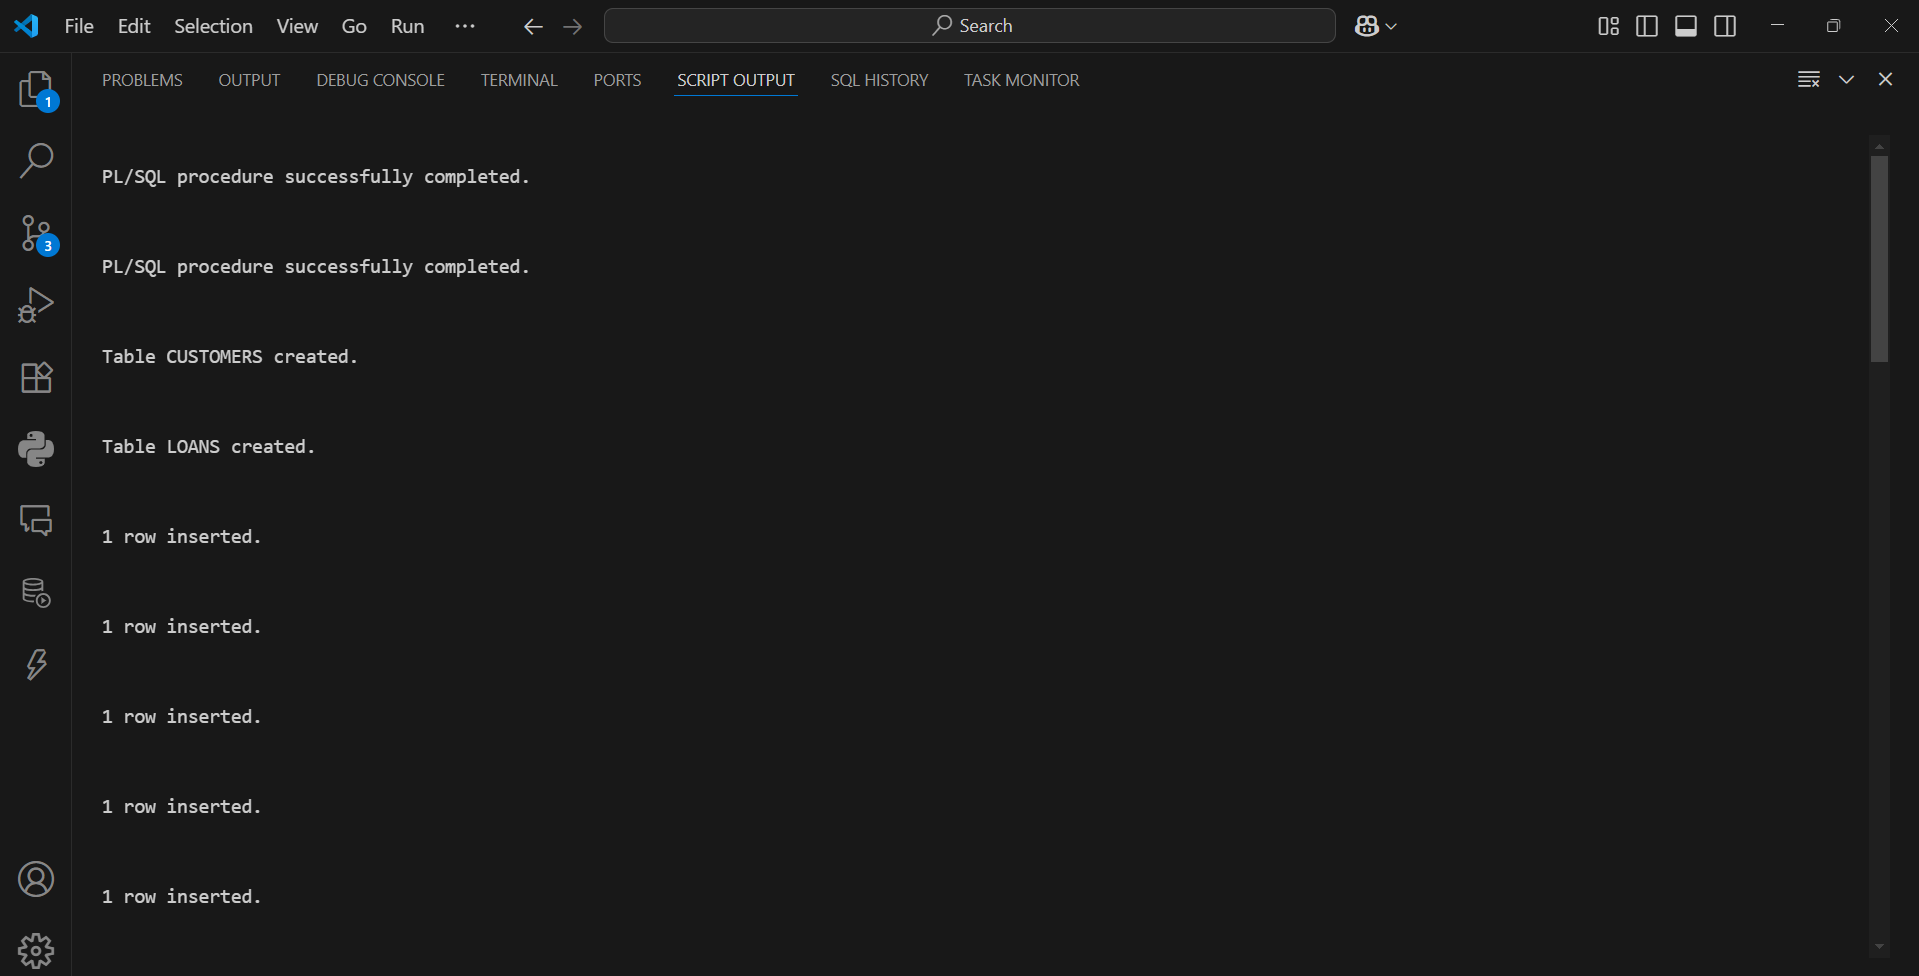 File Edit Selection View Go Run ··· Search
PROBLEMS OUTPUT DEBUG CONSOLE TERMINAL PORTS SCRIPT OUTPUT SQL HISTORY TASK MONITOR
1
3
PL/SQL procedure successfully completed.
PL/SQL procedure successfully completed.
Table CUSTOMERS created.
Table LOANS created.
1 row inserted.
1 row inserted.
1 row inserted.
1 row inserted.
1 row inserted.